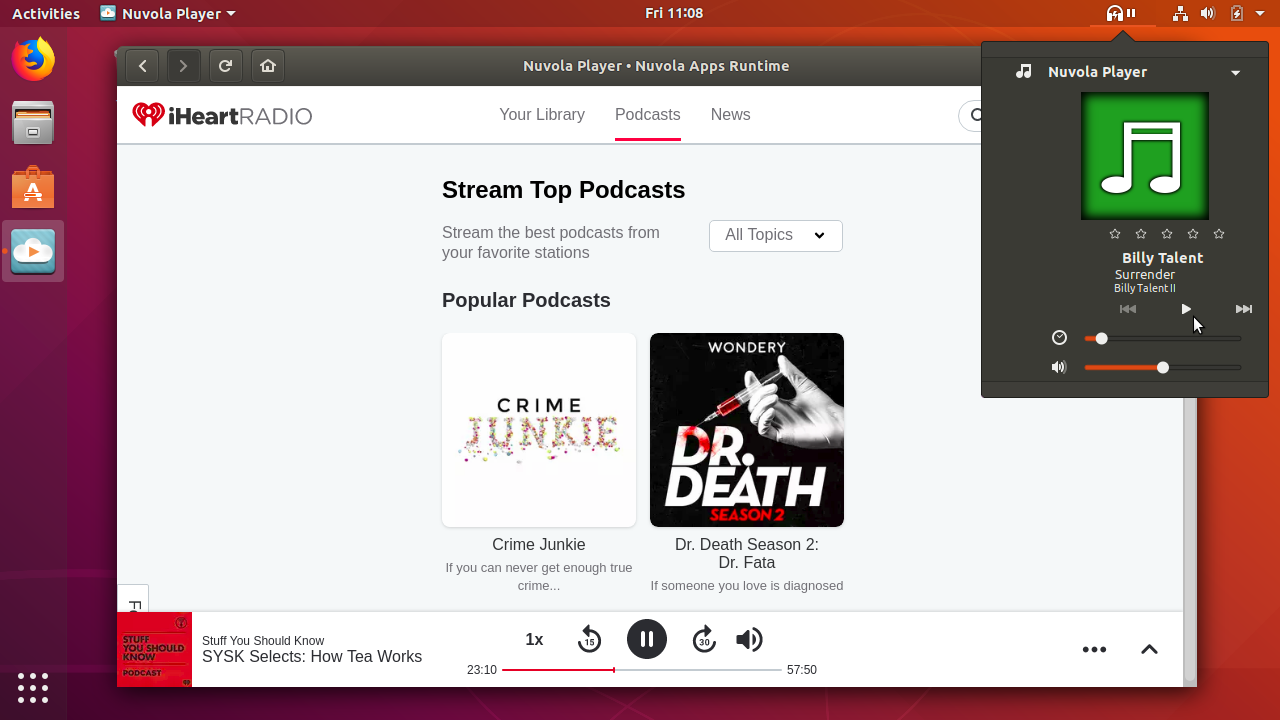 Activities
Nuvola Player
Fri 11:08
Nuvola Player • Nuvola Apps Runtime
iHeartRADIO
Your Library
Podcasts
News
Stream Top Podcasts
Stream the best podcasts from
your favorite stations
All Topics
Popular Podcasts
CRIME
JUNKIE
WONDERY
DR.
DEATH
SEASON 2
Crime Junkie
If you can never get enough true
crime...
Dr. Death Season 2:
Dr. Fata
If someone you love is diagnosed
STUFF
YOU SHOULD
KNOW
PODCAST
Stuff You Should Know
SYSK Selects: How Tea Works
1x
15
30
23:10
57:50
Nuvola Player
Billy Talent
Surrender
Billy Talent II